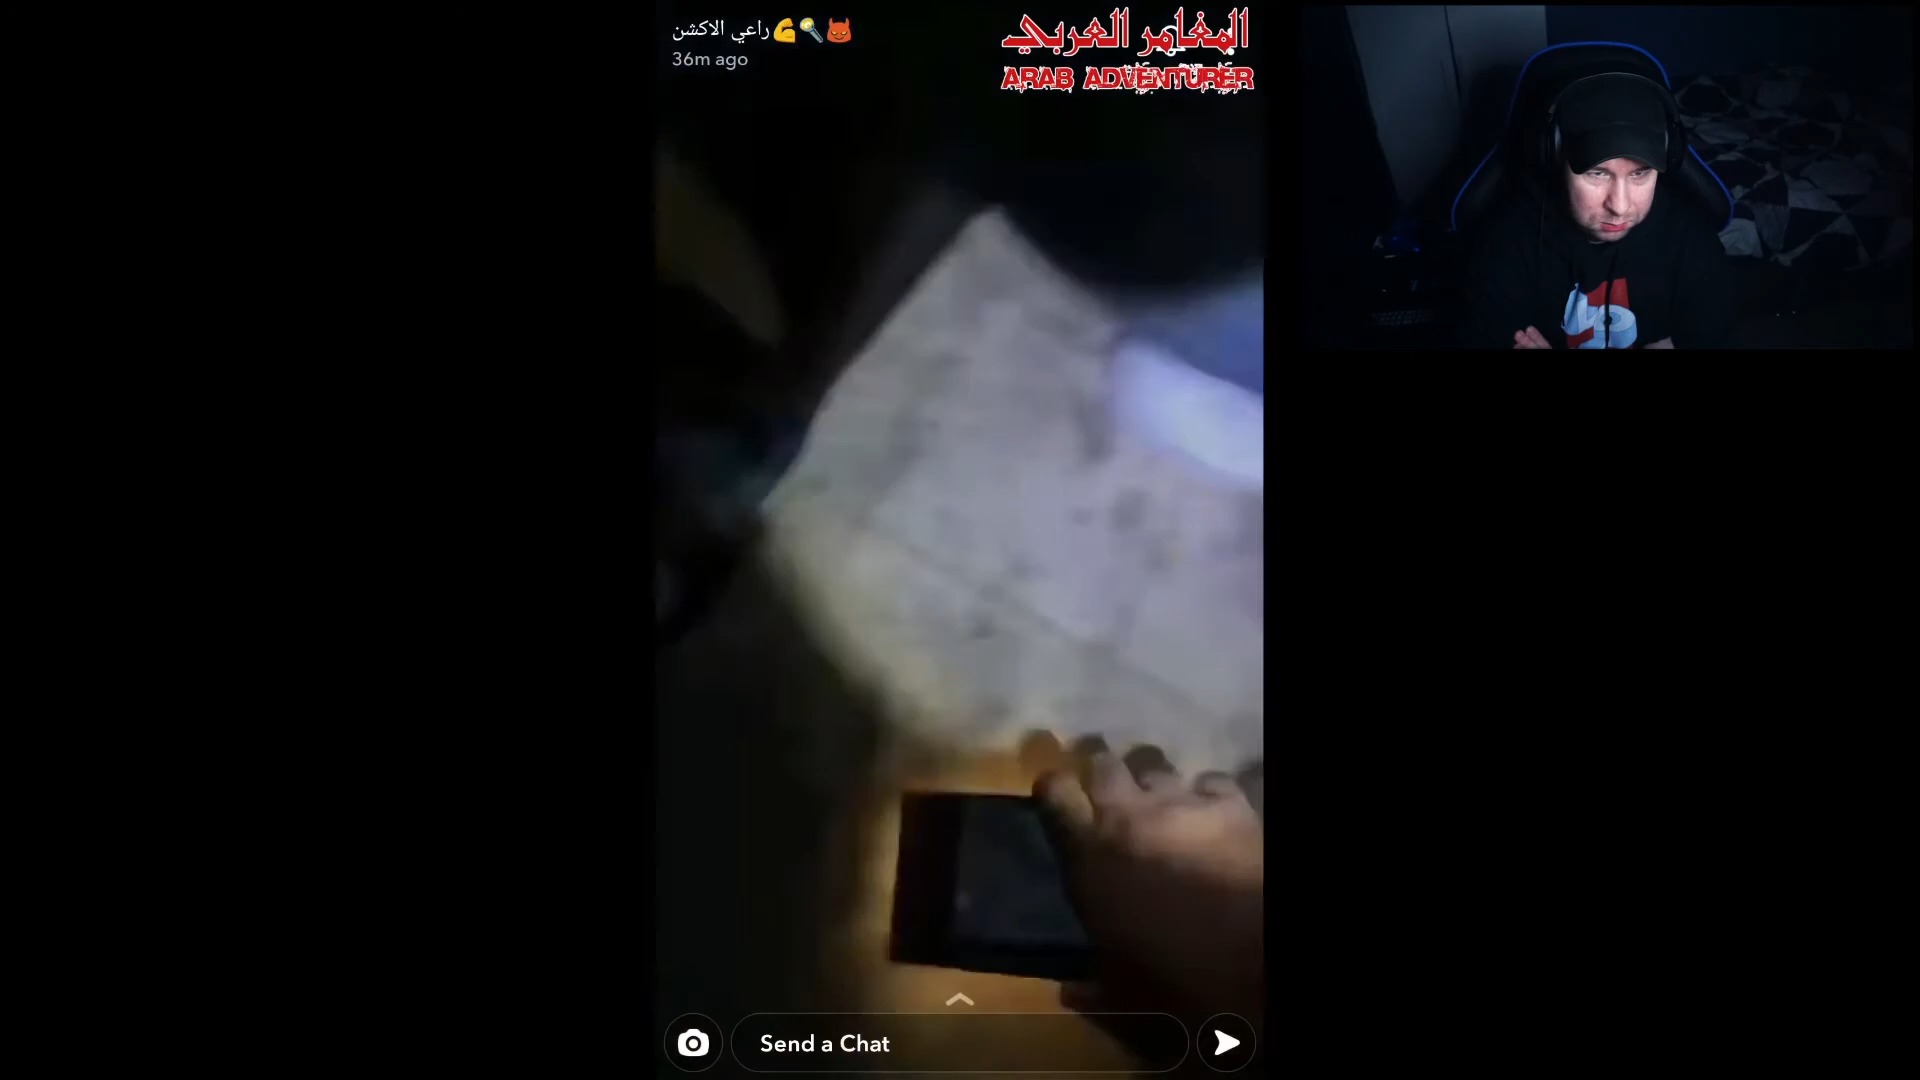 راعي الاكشن💪🔦👹
36m ago
المغامر العربي
ARAB ADVENTURER
Send a Chat